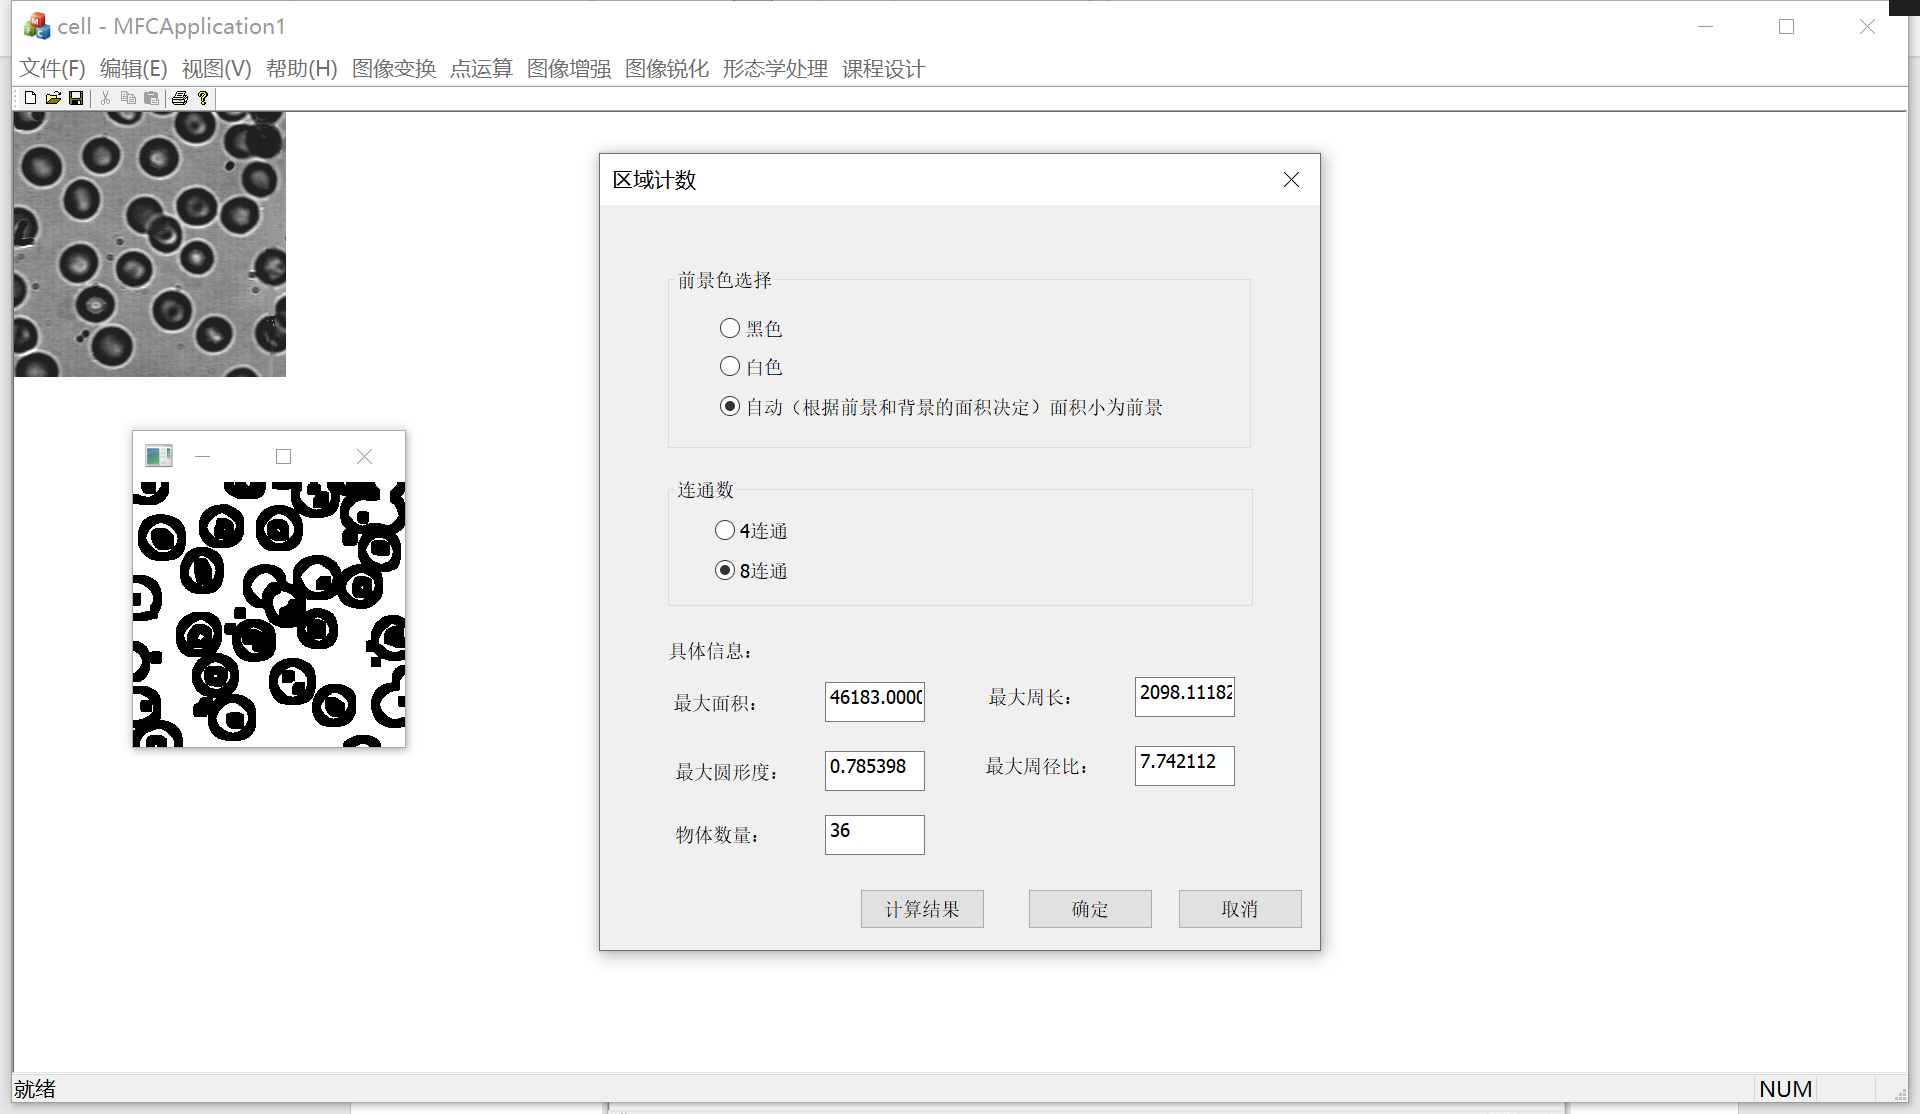 cell - MFCApplication1
文件(F) 编辑(E) 视图(V) 帮助(H) 图像变换 点运算 图像增强 图像锐化 形态学处理 课程设计
区域计数
前景色选择
黑色
白色
自动（根据前景和背景的面积决定）面积小为前景
连通数
4连通
8连通
具体信息：
最大面积： 46183.000 最大周长： 2098.11182
最大圆形度： 0.785398 最大周径比： 7.742112
物体数量： 36
计算结果 确定 取消
就绪 NUM